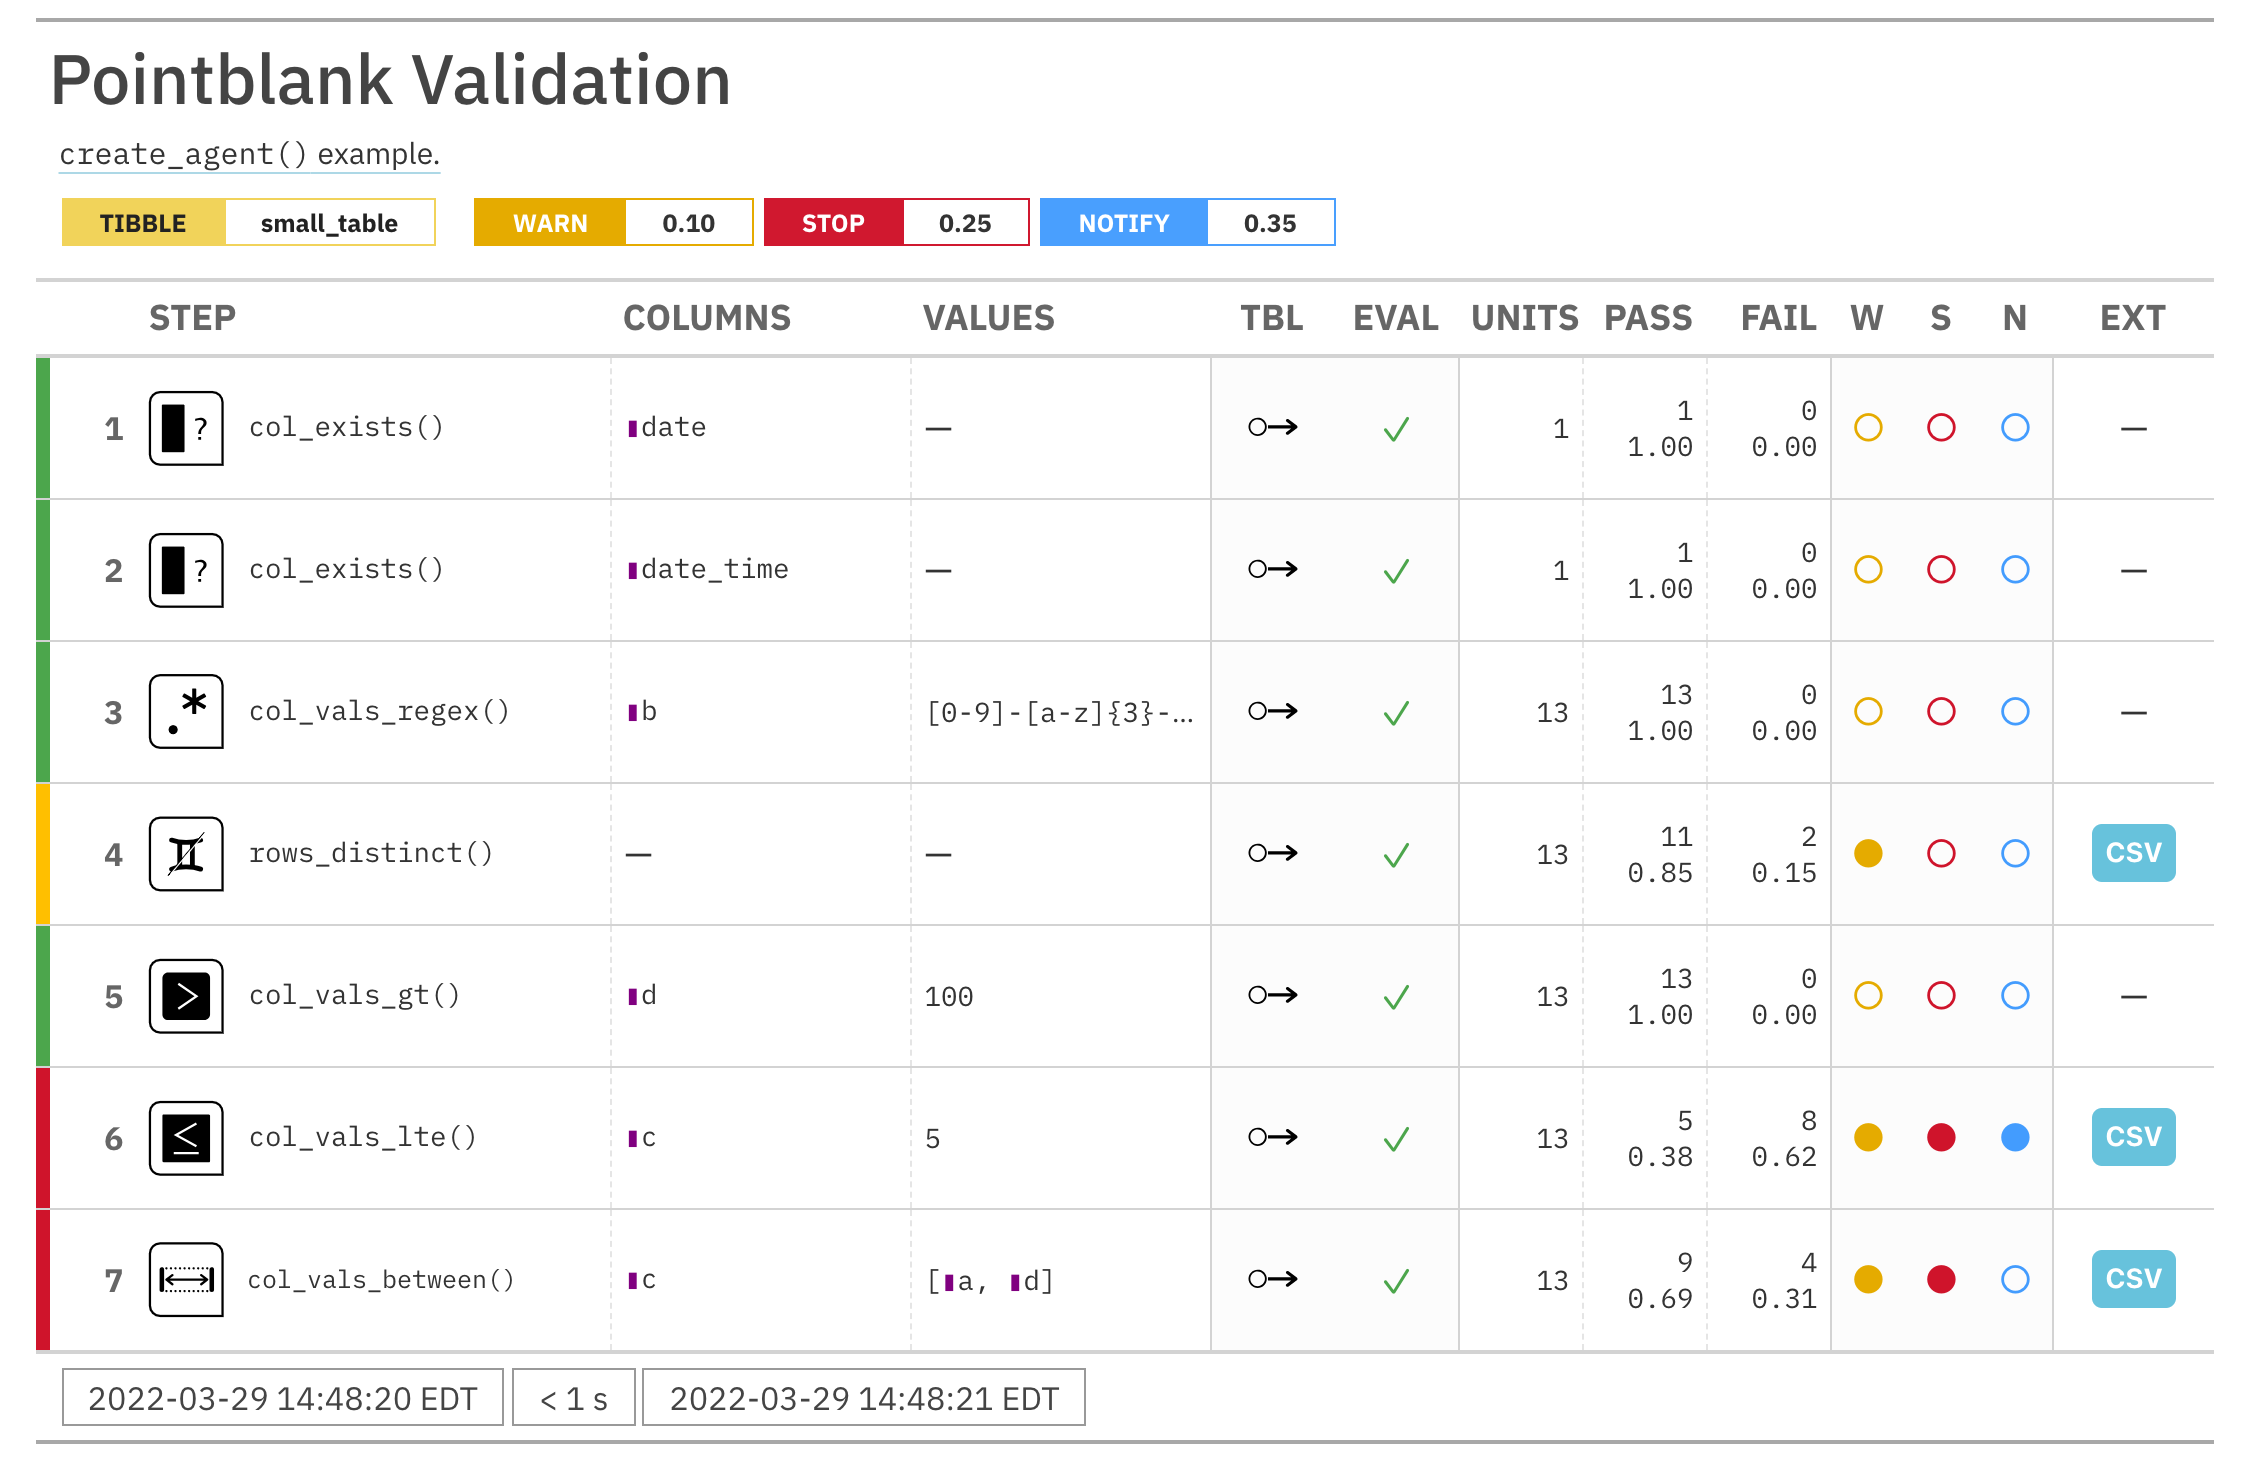 Pointblank Validation
create_agent() example.
TIBBLE small_table WARN 0.10 STOP 0.25 NOTIFY 0.35
STEP COLUMNS VALUES TBL EVAL UNITS PASS FAIL W S N EXT
1 ? col_exists() date — ✓ 1 1 0 —
1.00 0.00
2 ? col_exists() date_time — ✓ 1 1 0 —
1.00 0.00
3 .* col_vals_regex() b [0-9]-[a-z]{3}-… ✓ 13 13 0 —
1.00 0.00
4 rows_distinct() — — ✓ 13 11 2 CSV
0.85 0.15
5 > col_vals_gt() d 100 ✓ 13 13 0 —
1.00 0.00
6 ≤ col_vals_lte() c 5 ✓ 13 5 8 CSV
0.38 0.62
7 col_vals_between() c [a, d] ✓ 13 9 4 CSV
0.69 0.31
2022-03-29 14:48:20 EDT < 1 s 2022-03-29 14:48:21 EDT